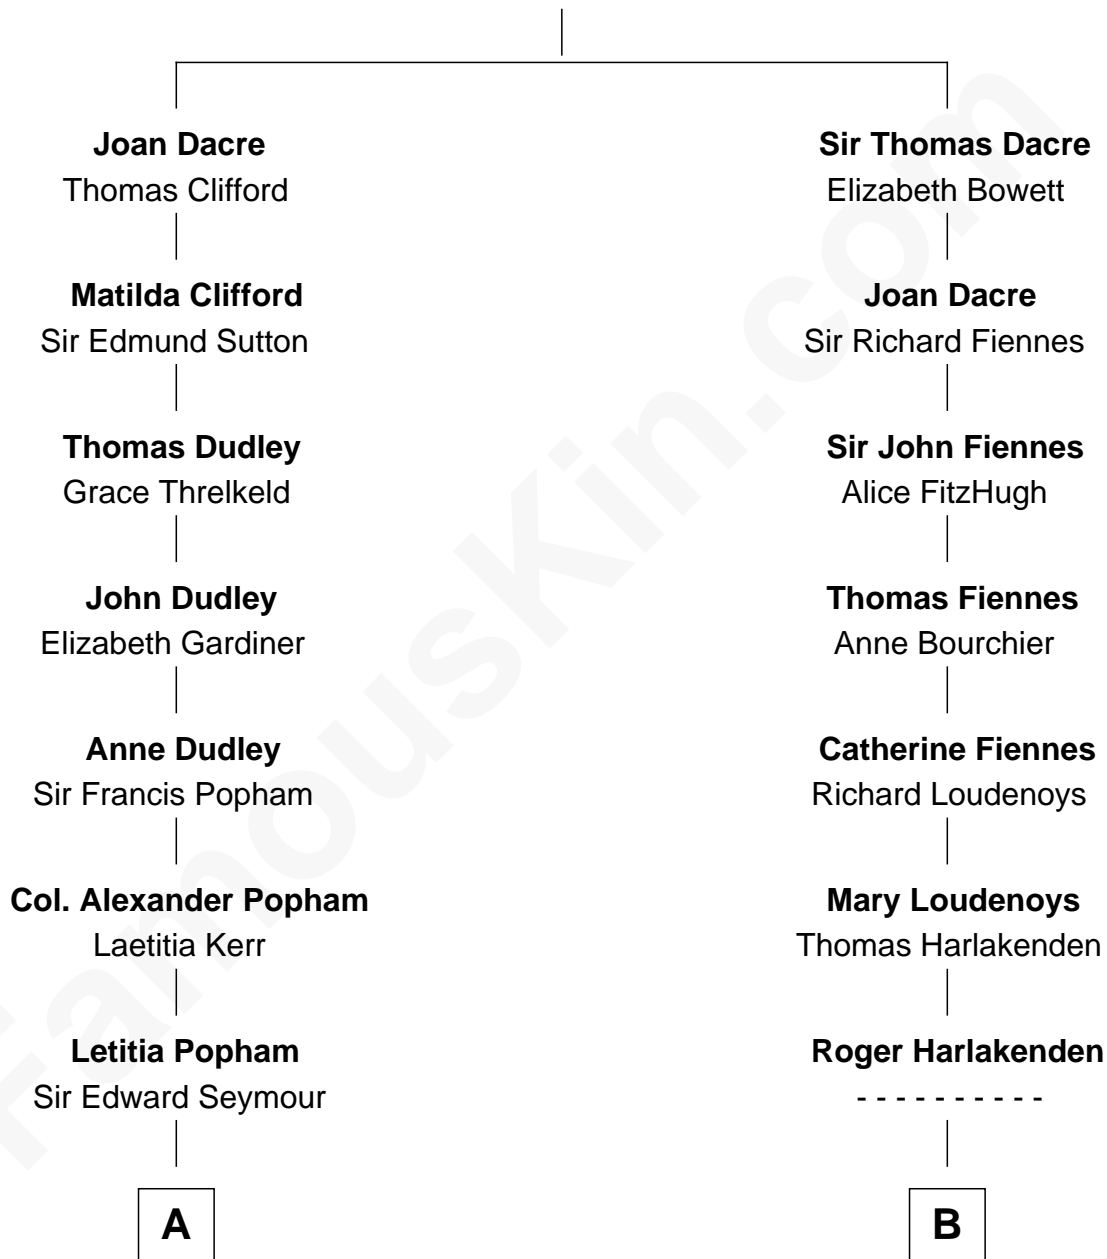 Joan Dacre
Thomas Clifford
Matilda Clifford
Sir Edmund Sutton
Thomas Dudley
Grace Threlkeld
John Dudley
Elizabeth Gardiner
Anne Dudley
Sir Francis Popham
Col. Alexander Popham
Laetitia Kerr
Letitia Popham
Sir Edward Seymour
A
Sir Thomas Dacre
Elizabeth Bowett
Joan Dacre
Sir Richard Fiennes
Sir John Fiennes
Alice FitzHugh
Thomas Fiennes
Anne Bourchier
Catherine Fiennes
Richard Loudenoys
Mary Loudenoys
Thomas Harlakenden
Roger Harlakenden
- - - - - - - - - -
B
FamousKin.com